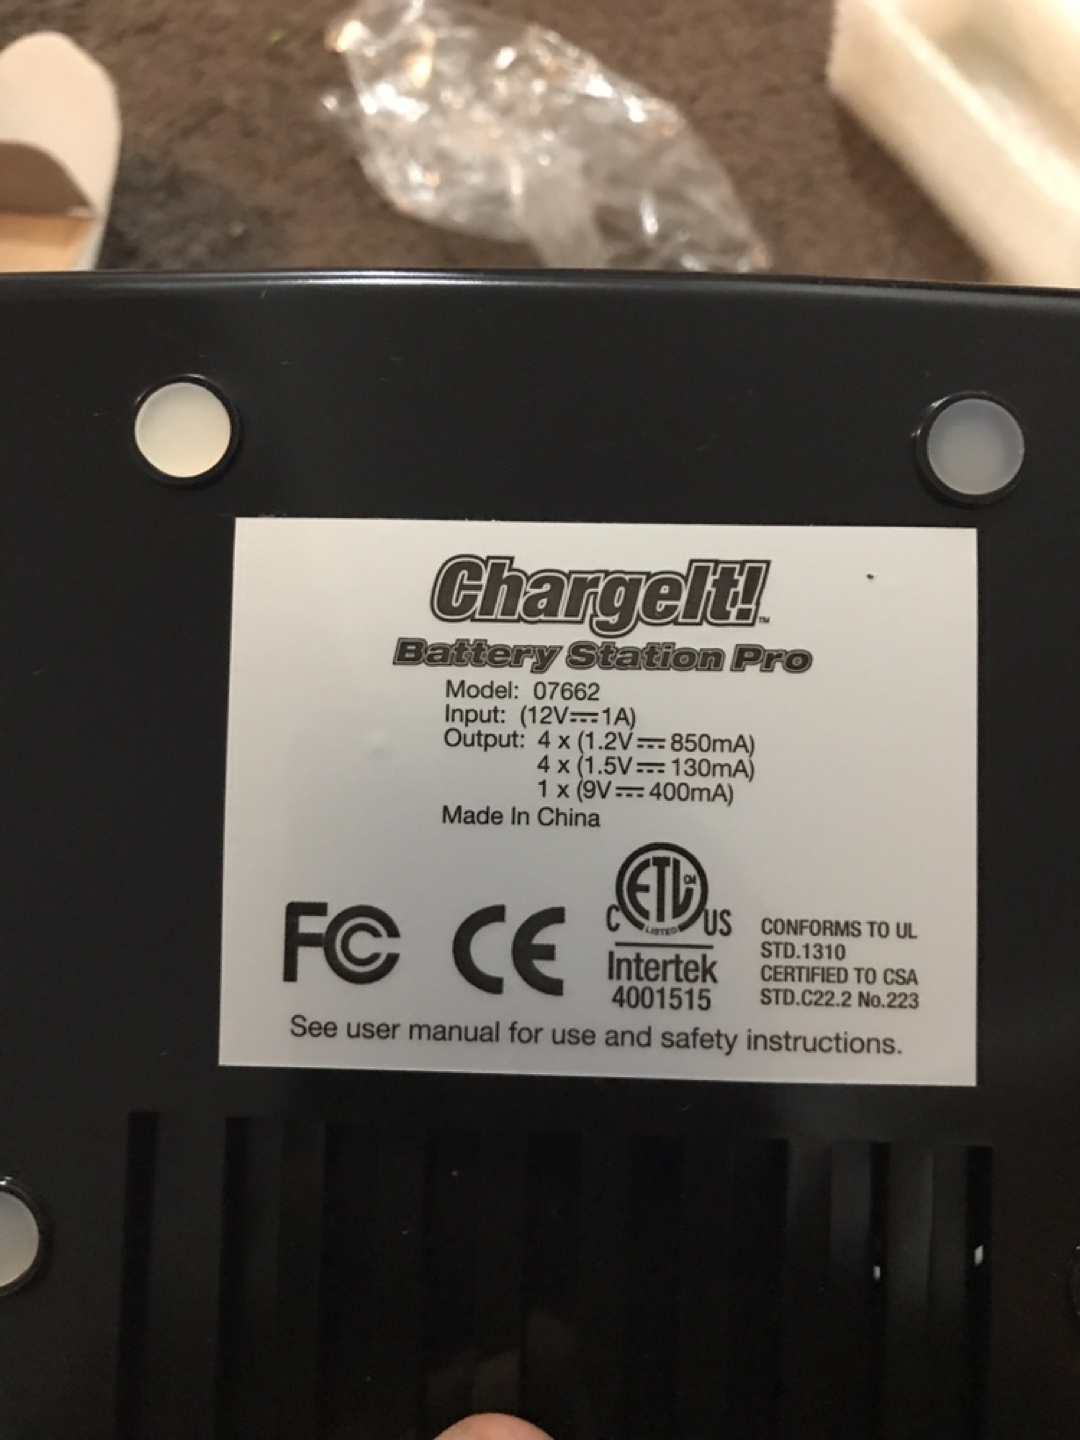 ChargeIt!™
Battery Station Pro
Model: 07662
Input: (12V⎓1A)
Output: 4 x (1.2V⎓850mA)
4 x (1.5V⎓130mA)
1 x (9V⎓400mA)
Made In China
FC CE C ETL CM LISTED US
Intertek
4001515
CONFORMS TO UL
STD.1310
CERTIFIED TO CSA
STD.C22.2 No.223
See user manual for use and safety instructions.